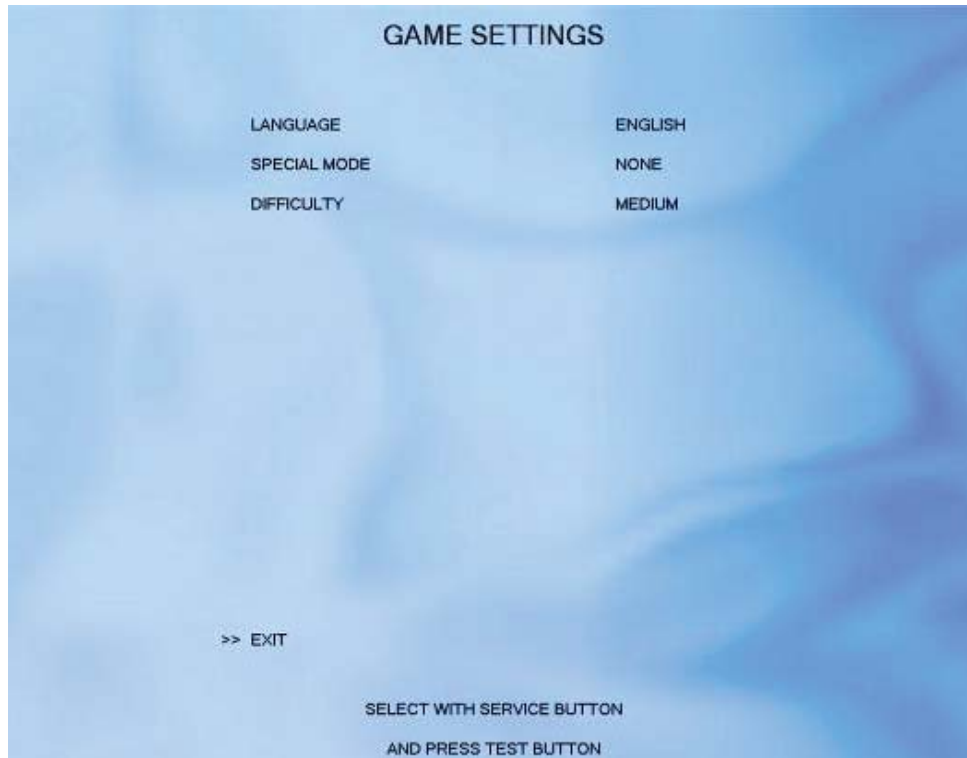 GAME SETTINGS
LANGUAGE ENGLISH
SPECIAL MODE NONE
DIFFICULTY MEDIUM
>> EXIT
SELECT WITH SERVICE BUTTON
AND PRESS TEST BUTTON